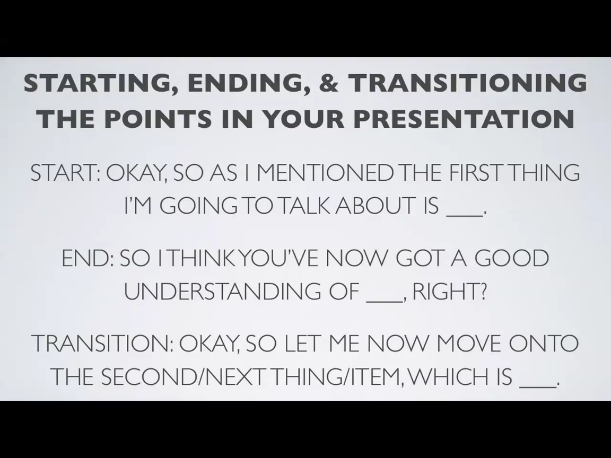 STARTING, ENDING, & TRANSITIONING
THE POINTS IN YOUR PRESENTATION
START: OKAY, SO AS I MENTIONED THE FIRST THING
I'M GOING TO TALK ABOUT IS ___.
END: SO I THINK YOU'VE NOW GOT A GOOD
UNDERSTANDING OF ___, RIGHT?
TRANSITION: OKAY, SO LET ME NOW MOVE ONTO
THE SECOND/NEXT THING/ITEM, WHICH IS ___.